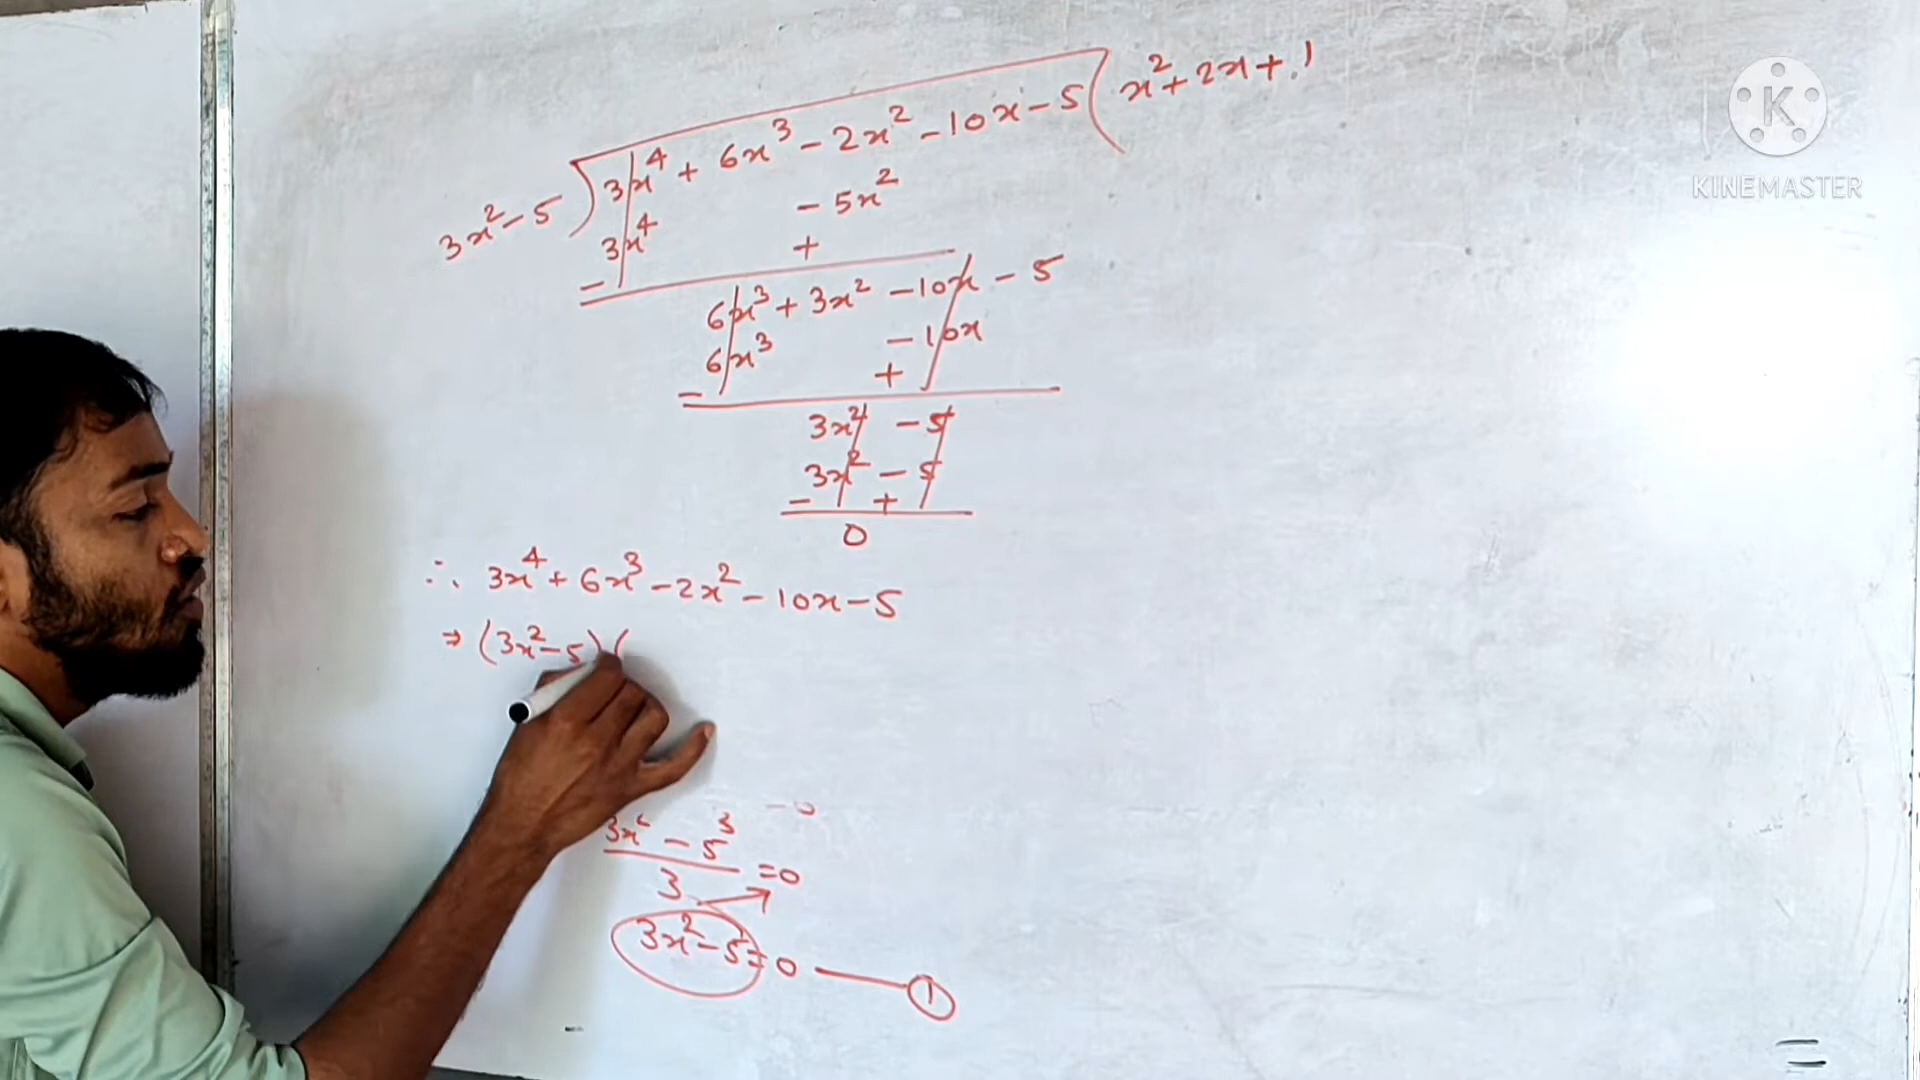 3x² - 5 ) 3x⁴ + 6x³ - 2x² - 10x - 5 ( x² + 2x + 1
3x⁴ - 5x²
- +
6x³ + 3x² - 10x - 5
6x³ - 10x
- +
3x² - 5
3x² - 5
- +
0
∴ 3x⁴ + 6x³ - 2x² - 10x - 5
⇒ (3x² - 5) (
3x² - 5
3 = 0
3x² - 5 = 0 — 1
K
KINEMASTER